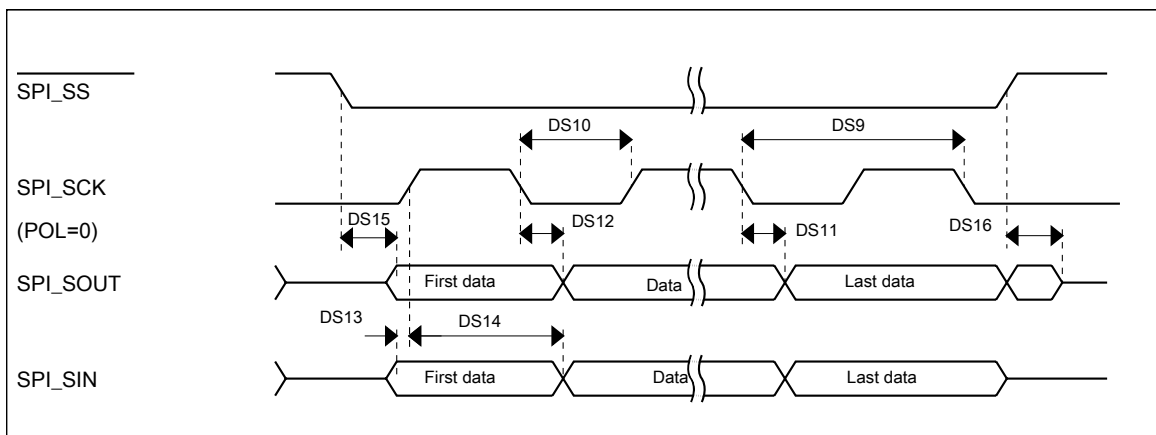 SPI_SS
DS10
DS9
SPI_SCK
DS15
DS12
DS11
DS16
(POL=0)
SPI_SOUT
First data
Data
Last data
DS13
DS14
SPI_SIN
First data
Data
Last data